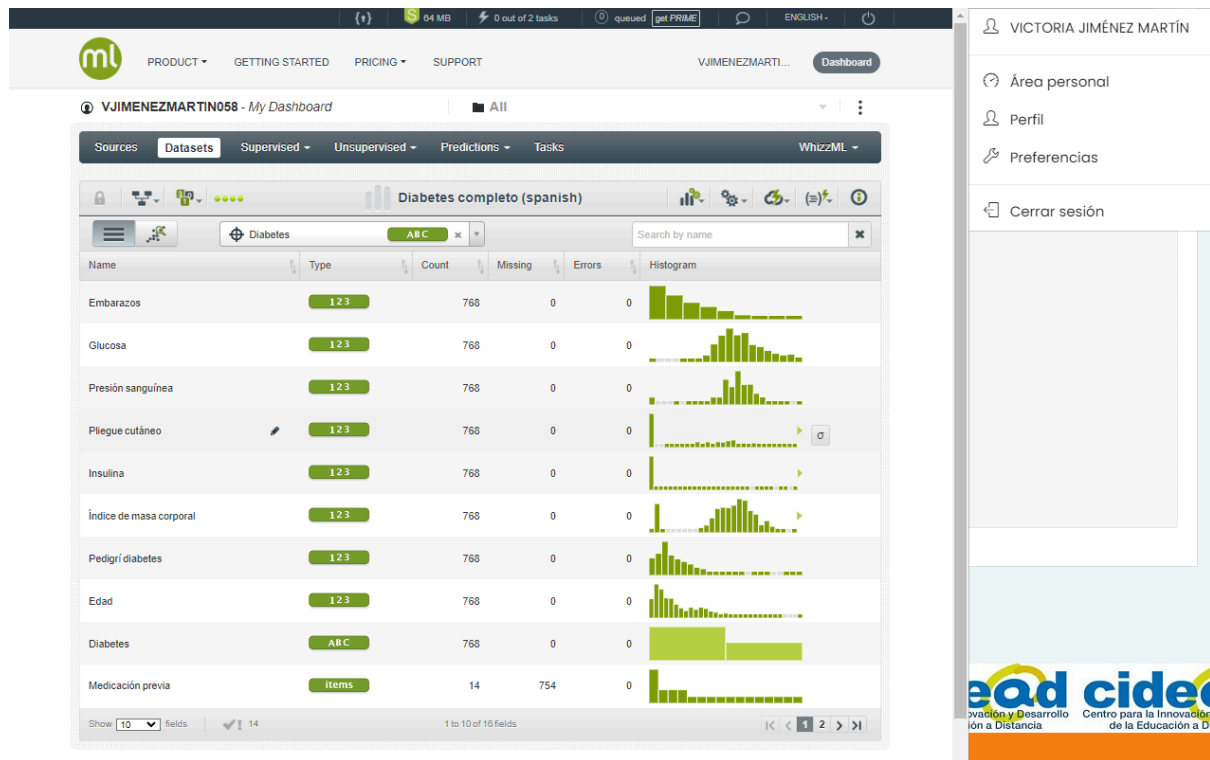 {↑} S 64 MB 0 out of 2 tasks 0 queued get PRIME ENGLISH
ml PRODUCT GETTING STARTED PRICING SUPPORT VJIMENEZMARTI... Dashboard
VJIMENEZMARTIN058 - My Dashboard All
Sources Datasets Supervised Unsupervised Predictions Tasks WhizzML
Diabetes completo (spanish)
Diabetes ABC Search by name
Name Type Count Missing Errors Histogram
Embarazos 123 768 0 0
Glucosa 123 768 0 0
Presión sanguínea 123 768 0 0
Pliegue cutáneo 123 768 0 0 σ
Insulina 123 768 0 0
Índice de masa corporal 123 768 0 0
Pedigrí diabetes 123 768 0 0
Edad 123 768 0 0
Diabetes ABC 768 0 0
Medicación previa items 14 754 0
Show 10 fields 14 1 to 10 of 16 fields 1 2
VICTORIA JIMÉNEZ MARTÍN
Área personal
Perfil
Preferencias
Cerrar sesión
ead cidea
ovación y Desarrollo Centro para la Innovación
ión a Distancia de la Educación a D